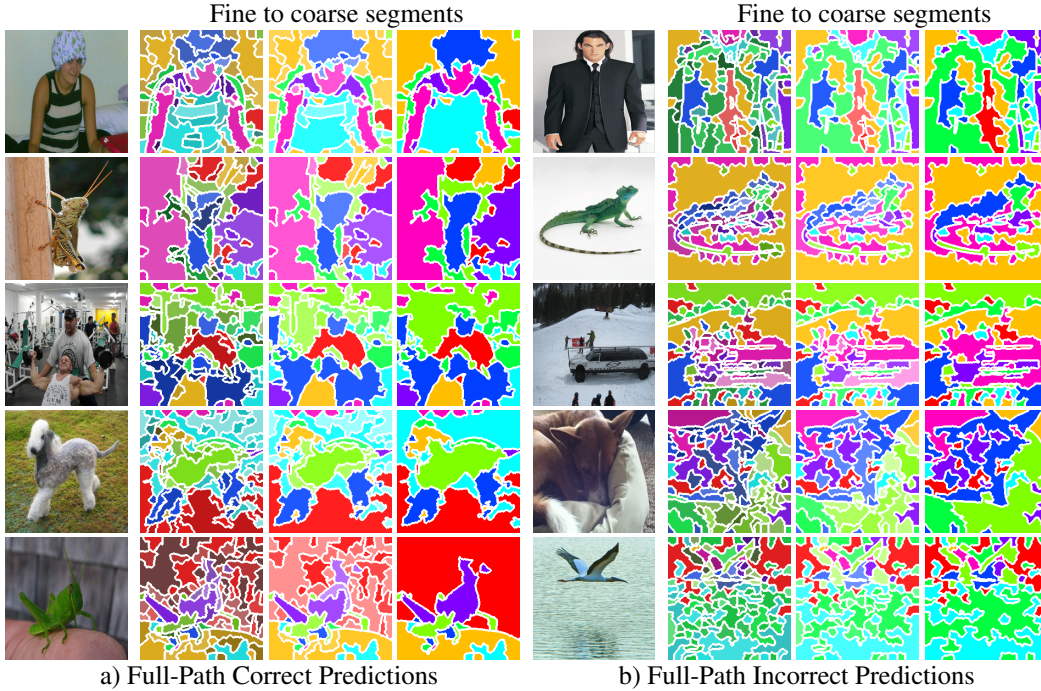 Fine to coarse segments
Fine to coarse segments
a) Full-Path Correct Predictions
b) Full-Path Incorrect Predictions